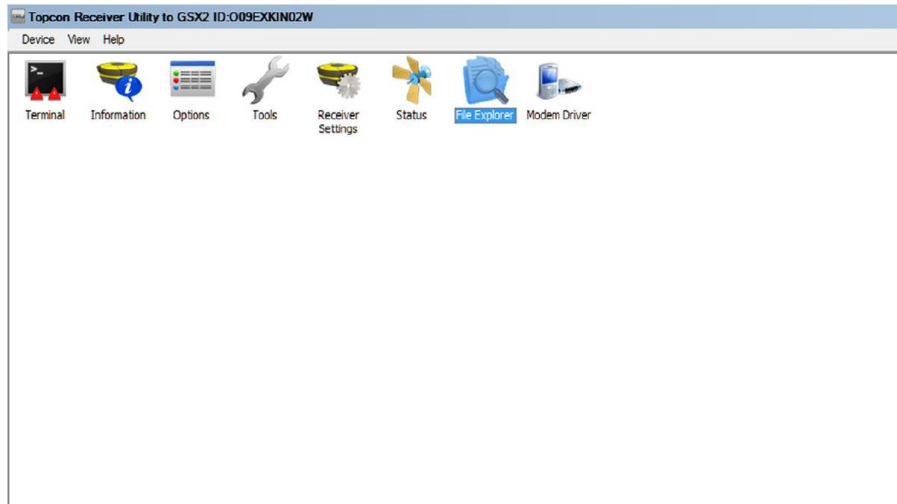 Topcon Receiver Utility to GSX2 ID:O09EXKIN02W
Device View Help
Terminal Information Options Tools Receiver Settings Status File Explorer Modem Driver